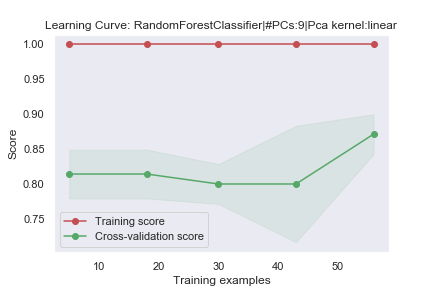 Learning Curve: RandomForestClassifier|#PCs:9|Pca kernel:linear
1.00
0.95
0.90
0.85
0.80
0.75
Score
Training score
Cross-validation score
10
20
30
40
50
Training examples